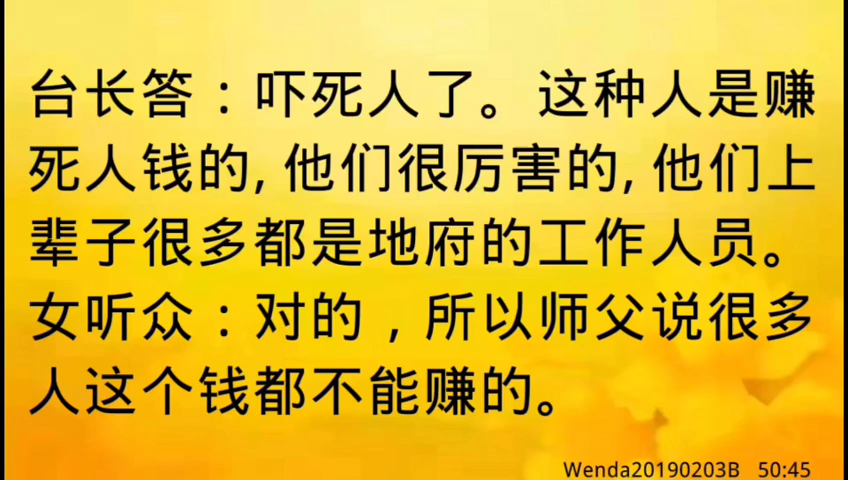 台长答：吓死人了。这种人是赚
死人钱的, 他们很厉害的, 他们上
辈子很多都是地府的工作人员。
女听众：对的，所以师父说很多
人这个钱都不能赚的。
Wenda20190203B 50:45